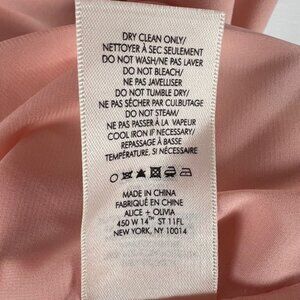 DRY CLEAN ONLY/
NETTOYER À SEC SEULEMENT
DO NOT WASH/NE PAS LAVER
DO NOT BLEACH/
NE PAS JAVELLISER
DO NOT TUMBLE DRY/
NE PAS SÉCHER PAR CULBUTAGE
DO NOT STEAM/
NE PAS PASSER À LA VAPEUR
COOL IRON IF NECESSARY/
REPASSAGE À BASSE
TEMPÉRATURE, SI NÉCESSAIRE
MADE IN CHINA
FABRIQUÉ EN CHINE
ALICE + OLIVIA
450 W 14TH ST 11FL
NEW YORK, NY 10014